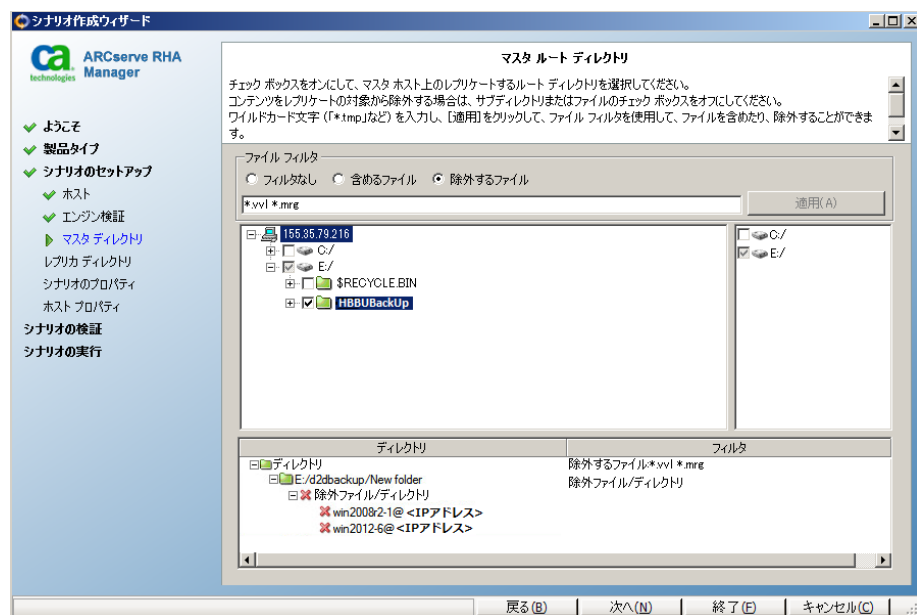 シナリオ作成ウィザード
ca
technologies
ARCserve RHA
Manager
ようこそ
製品タイプ
シナリオのセットアップ
ホスト
エンジン検証
マスタ ディレクトリ
レプリカ ディレクトリ
シナリオのプロパティ
ホスト プロパティ
シナリオの検証
シナリオの実行
マスタ ルート ディレクトリ
チェック ボックスをオンにして、マスタ ホスト上のレプリケートするルート ディレクトリを選択してください。
コンテンツをレプリケートの対象から除外する場合は、サブディレクトリまたはファイルのチェック ボックスをオフにしてください。
ワイルドカード文字 (「*.tmp」など) を入力し、[適用]をクリックして、ファイル フィルタを使用して、ファイルを含めたり、除外することができま
す。
ファイル フィルタ
フィルタなし 含めるファイル 除外するファイル
*.vvl *.mrg 適用(A)
155.35.79.216
C:/
E:/
$RECYCLE.BIN
HBBUBackUp
C:/
E:/
ディレクトリ フィルタ
ディレクトリ 除外するファイル:*.vvl *.mrg
E:/d2dbackup/New folder 除外ファイル/ディレクトリ
除外ファイル/ディレクトリ
win2008r2-1@ <IPアドレス>
win2012-6@ <IPアドレス>
戻る(B) 次へ(N) 終了(F) キャンセル(C)